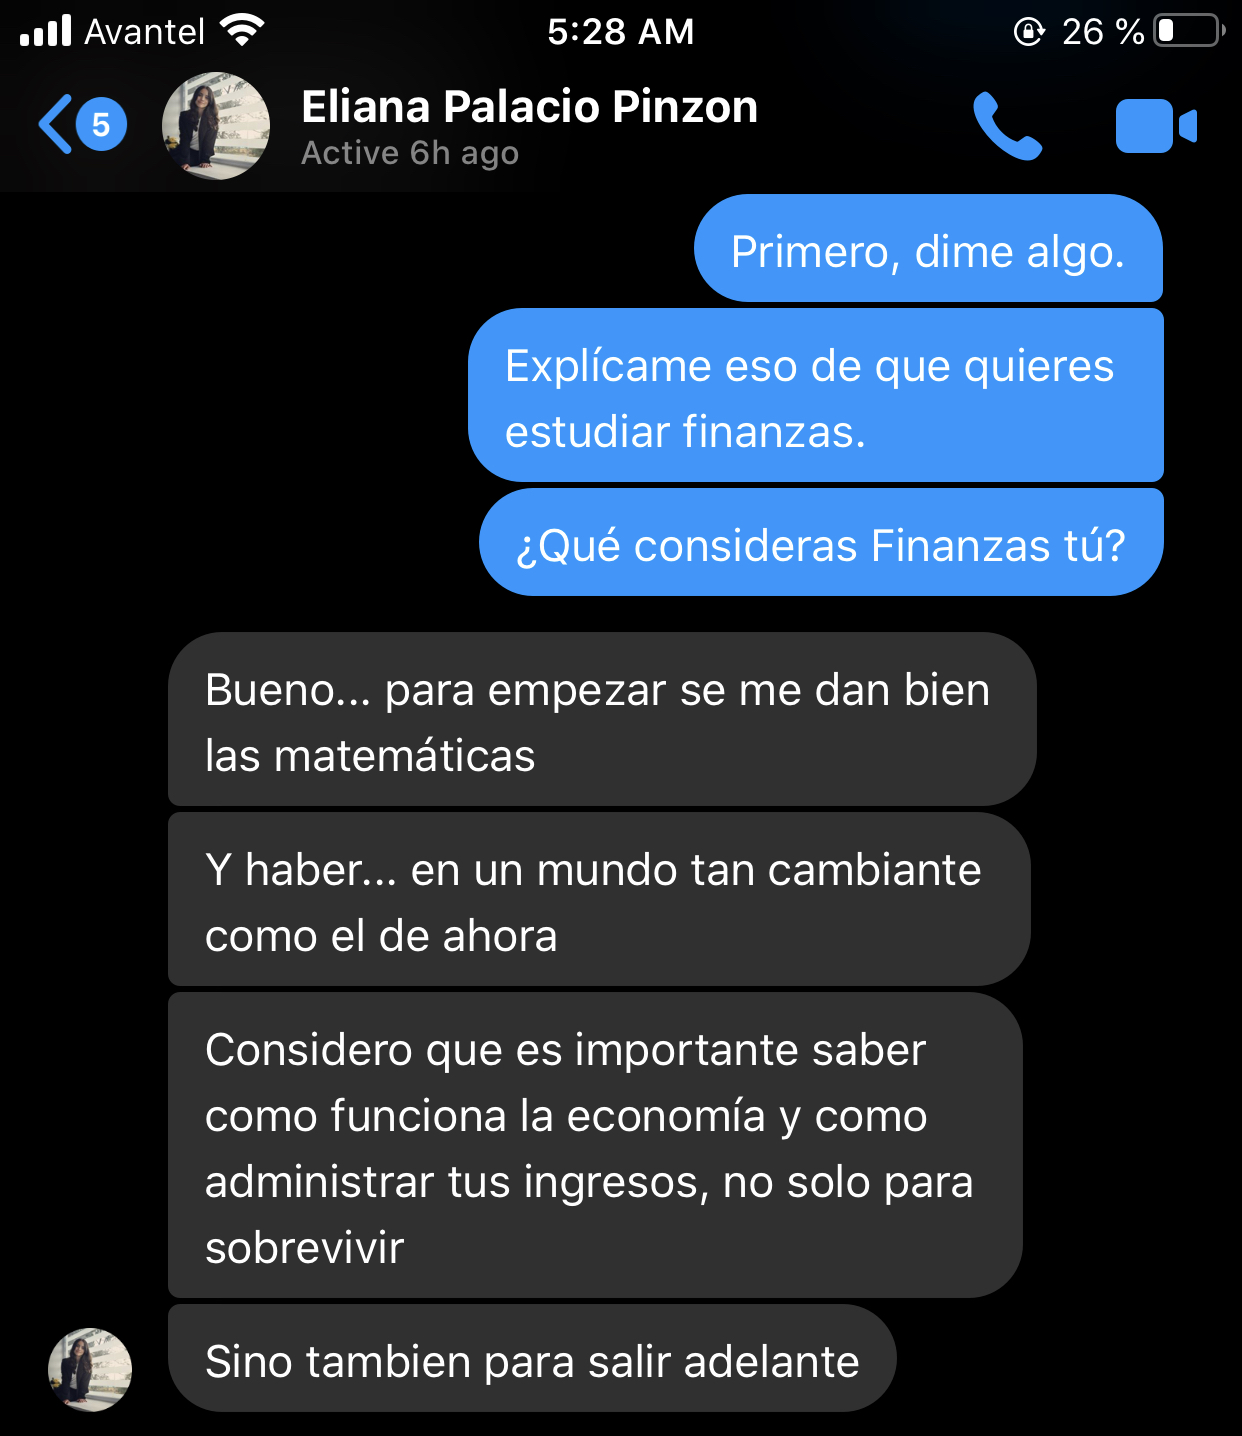 Avantel 5:28 AM 26 %
5 Eliana Palacio Pinzon
Active 6h ago
Primero, dime algo.
Explícame eso de que quieres
estudiar finanzas.
¿Qué consideras Finanzas tú?
Bueno... para empezar se me dan bien
las matemáticas
Y haber... en un mundo tan cambiante
como el de ahora
Considero que es importante saber
como funciona la economía y como
administrar tus ingresos, no solo para
sobrevivir
Sino tambien para salir adelante